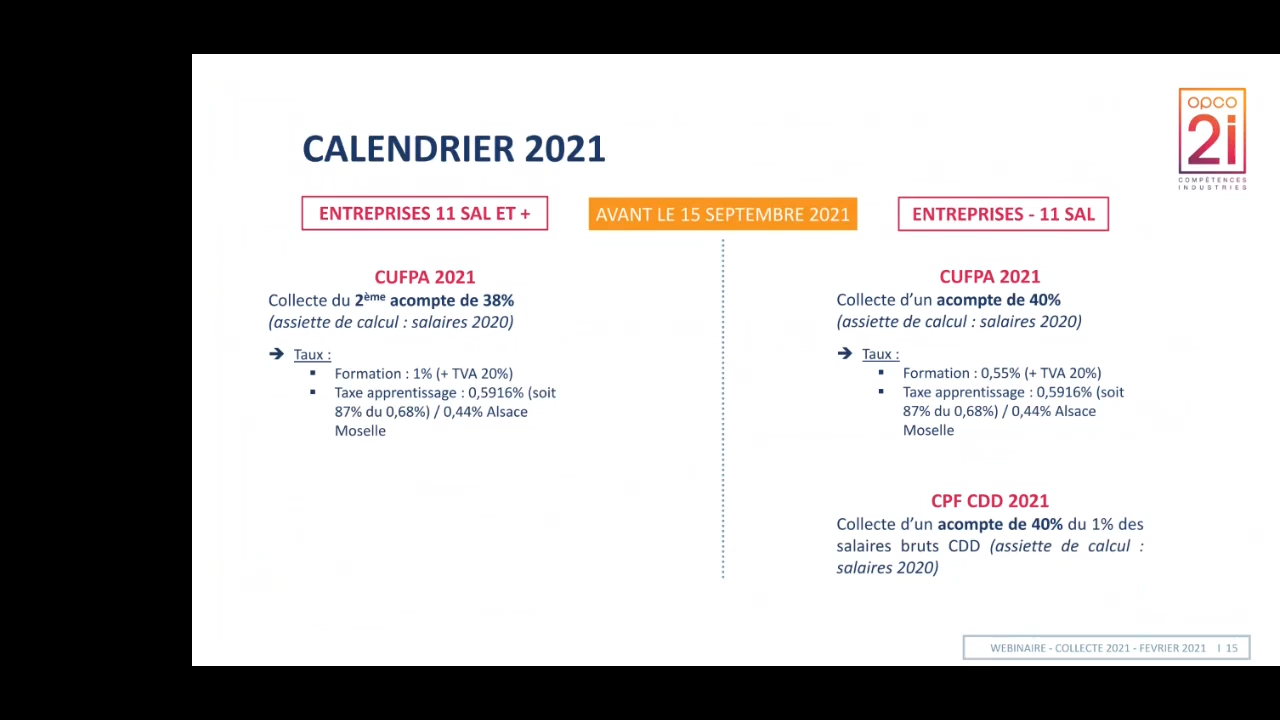 opco
2i
COMPÉTENCES
INDUSTRIES
CALENDRIER 2021
ENTREPRISES 11 SAL ET +
AVANT LE 15 SEPTEMBRE 2021
ENTREPRISES - 11 SAL
CUFPA 2021
Collecte du 2ème acompte de 38%
(assiette de calcul : salaires 2020)
➔ Taux :
▪ Formation : 1% (+ TVA 20%)
▪ Taxe apprentissage : 0,5916% (soit
87% du 0,68%) / 0,44% Alsace
Moselle
CUFPA 2021
Collecte d’un acompte de 40%
(assiette de calcul : salaires 2020)
➔ Taux :
▪ Formation : 0,55% (+ TVA 20%)
▪ Taxe apprentissage : 0,5916% (soit
87% du 0,68%) / 0,44% Alsace
Moselle
CPF CDD 2021
Collecte d’un acompte de 40% du 1% des
salaires bruts CDD (assiette de calcul :
salaires 2020)
WEBINAIRE - COLLECTE 2021 - FEVRIER 2021 I 15